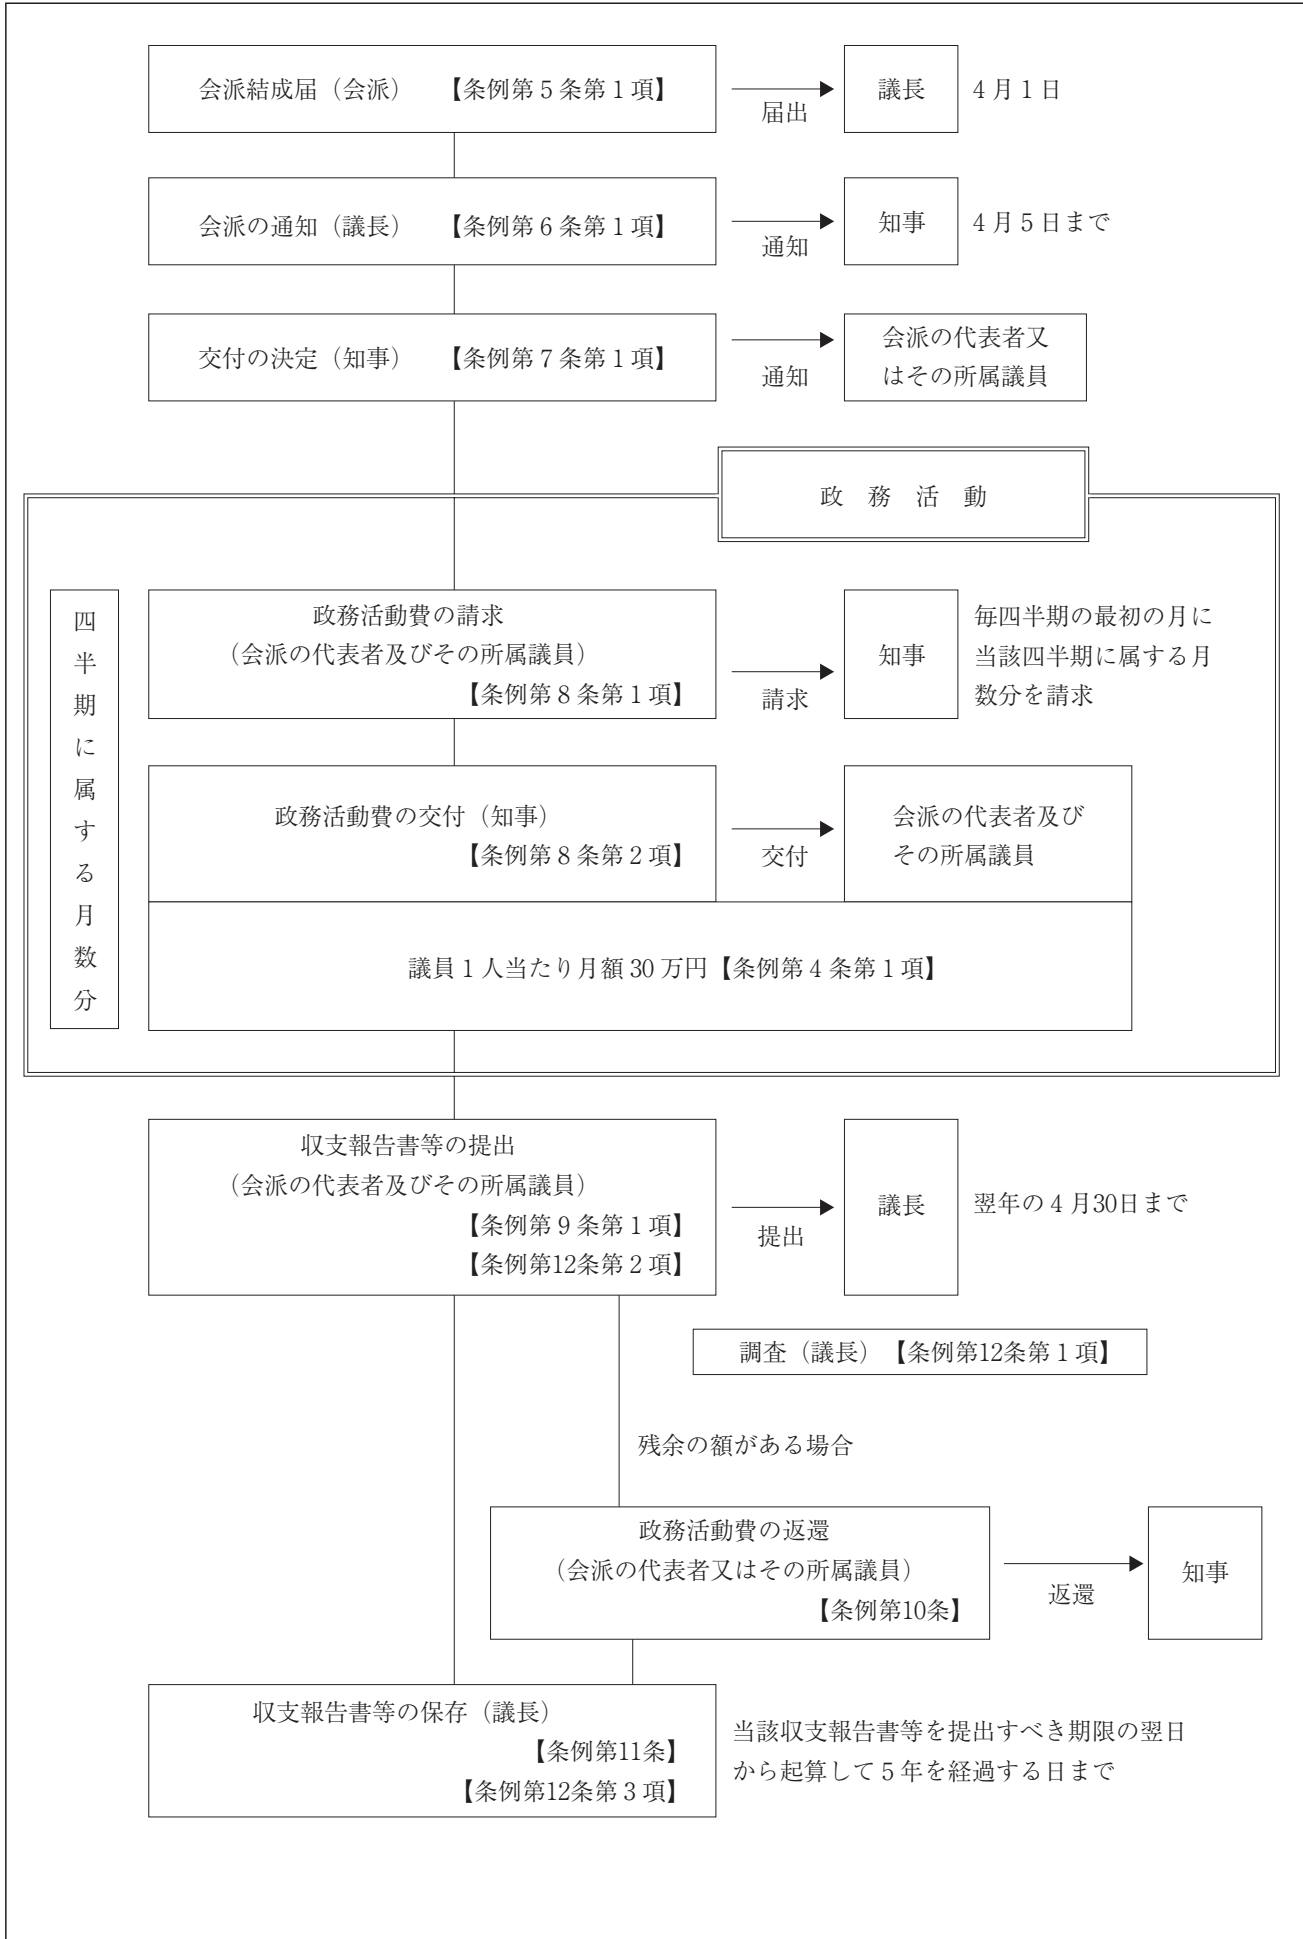 会派結成届（会派）　【条例第５条第１項】
届出
議長
４月１日
会派の通知（議長）　【条例第６条第１項】
通知
知事
４月５日まで
交付の決定（知事）　【条例第７条第１項】
通知
会派の代表者又
はその所属議員
政　務　活　動
四半期に属する月数分
政務活動費の請求
（会派の代表者及びその所属議員）
【条例第８条第１項】
請求
知事
毎四半期の最初の月に
当該四半期に属する月
数分を請求
政務活動費の交付（知事）
【条例第８条第２項】
交付
会派の代表者及び
その所属議員
議員１人当たり月額30万円【条例第４条第１項】
収支報告書等の提出
（会派の代表者及びその所属議員）
【条例第９条第１項】
【条例第12条第２項】
提出
議長
翌年の４月30日まで
調査（議長）【条例第12条第１項】
残余の額がある場合
政務活動費の返還
（会派の代表者又はその所属議員）
【条例第10条】
返還
知事
収支報告書等の保存（議長）
【条例第11条】
【条例第12条第３項】
当該収支報告書等を提出すべき期限の翌日
から起算して５年を経過する日まで